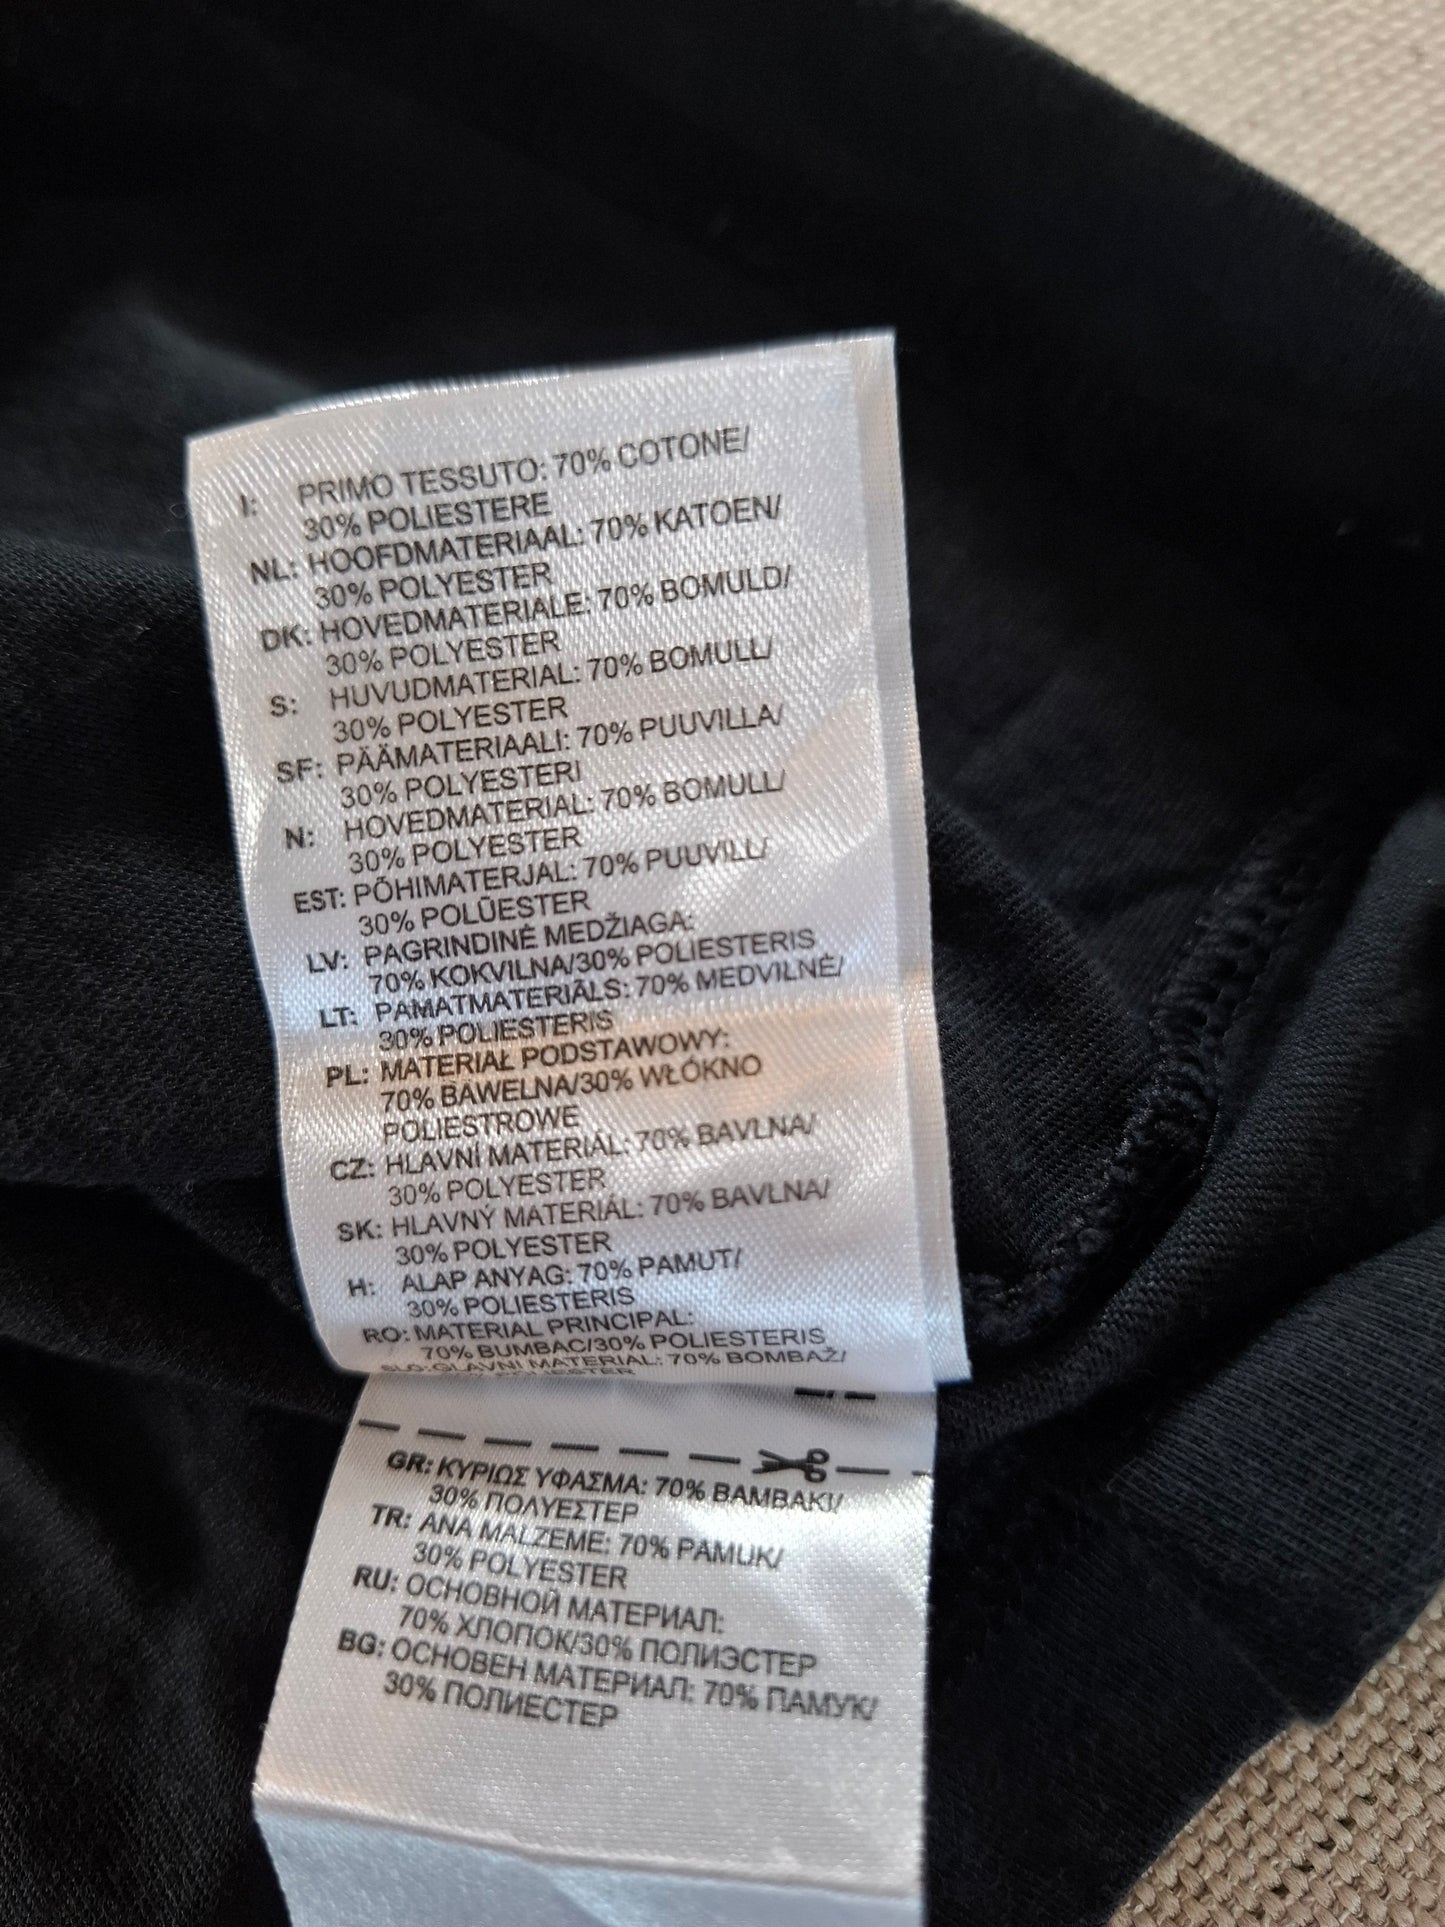 I: PRIMO TESSUTO: 70% COTONE/
30% POLIESTERE
NL: HOOFDMATERIAAL: 70% KATOEN/
30% POLYESTER
DK: HOVEDMATERIALE: 70% BOMULD/
30% POLYESTER
S: HUVUDMATERIAL: 70% BOMULL/
30% POLYESTER
SF: PÄÄMATERIAALI: 70% PUUVILLA/
30% POLYESTERI
N: HOVEDMATERIAL: 70% BOMULL/
30% POLYESTER
EST: PÕHIMATERJAL: 70% PUUVILL/
30% POLÜESTER
LV: PAGRINDINĖ MEDŽIAGA:
70% KOKVILNA/30% POLIESTERIS
LT: PAMATMATERIĀLS: 70% MEDVILNĖ/
30% POLIESTERIS
PL: MATERIAŁ PODSTAWOWY:
70% BAWEŁNA/30% WŁÓKNO
POLIESTROWE
CZ: HLAVNÍ MATERIÁL: 70% BAVLNA/
30% POLYESTER
SK: HLAVNÝ MATERIÁL: 70% BAVLNA/
30% POLYESTER
H: ALAP ANYAG: 70% PAMUT/
30% POLIESTERIS
RO: MATERIAL PRINCIPAL:
70% BUMBAC/30% POLIESTERIS
SLO: GLAVNI MATERIAL: 70% BOMBAŽ/
GR: ΚΥΡΙΩΣ ΥΦΑΣΜΑ: 70% ΒΑΜΒΑΚΙ/
30% ΠΟΛΥΕΣΤΕΡ
TR: ANA MALZEME: 70% PAMUK/
30% POLYESTER
RU: ОСНОВНОЙ МАТЕРИАЛ:
70% ХЛОПОК/30% ПОЛИЭСТЕР
BG: ОСНОВЕН МАТЕРИАЛ: 70% ПАМУК/
30% ПОЛИЕСТЕР